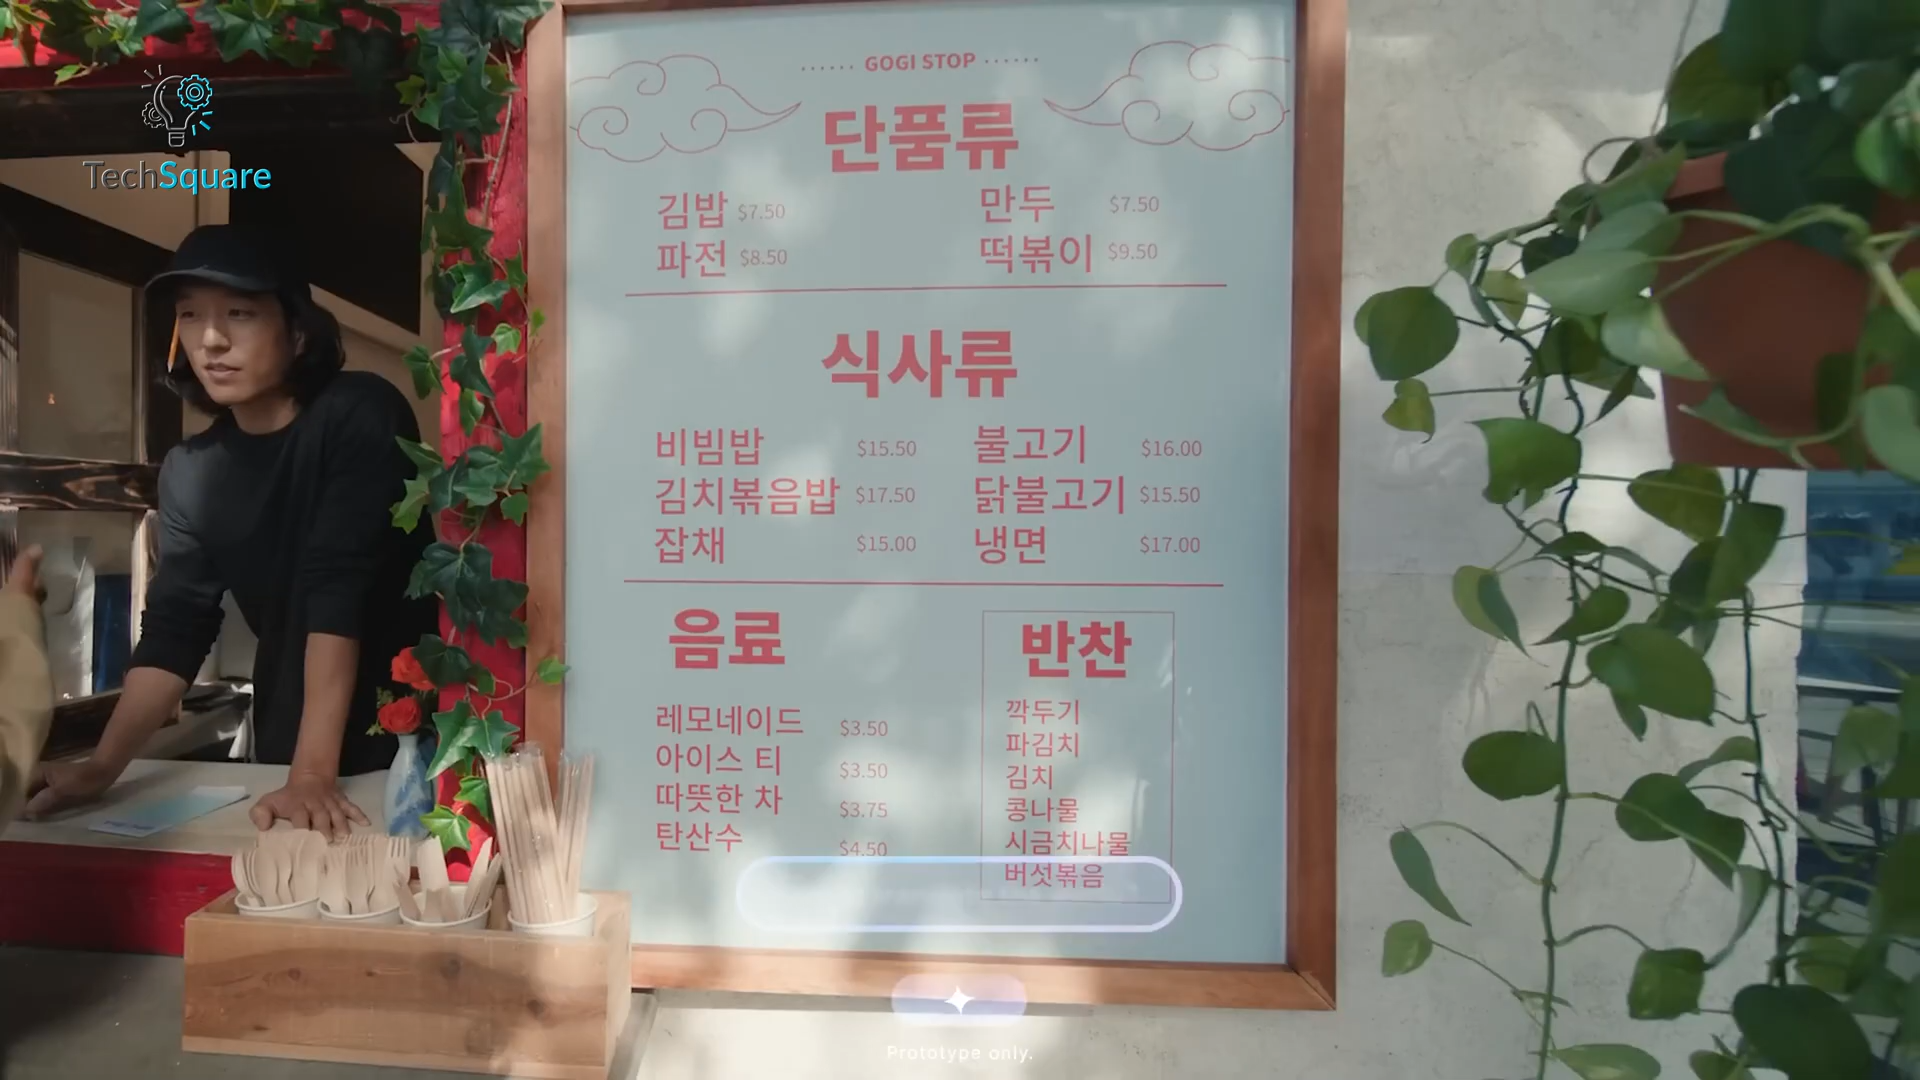 TechSquare
GOGI STOP
단품류
김밥 $7.50 만두 $7.50
파전 $8.50 떡볶이 $9.50
식사류
비빔밥 $15.50 불고기 $16.00
김치볶음밥 $17.50 닭불고기 $15.50
잡채 $15.00 냉면 $17.00
음료
레모네이드 $3.50
아이스 티 $3.50
따뜻한 차 $3.75
탄산수 $4.50
반찬
깍두기
파김치
김치
콩나물
시금치나물
버섯볶음
Prototype only.